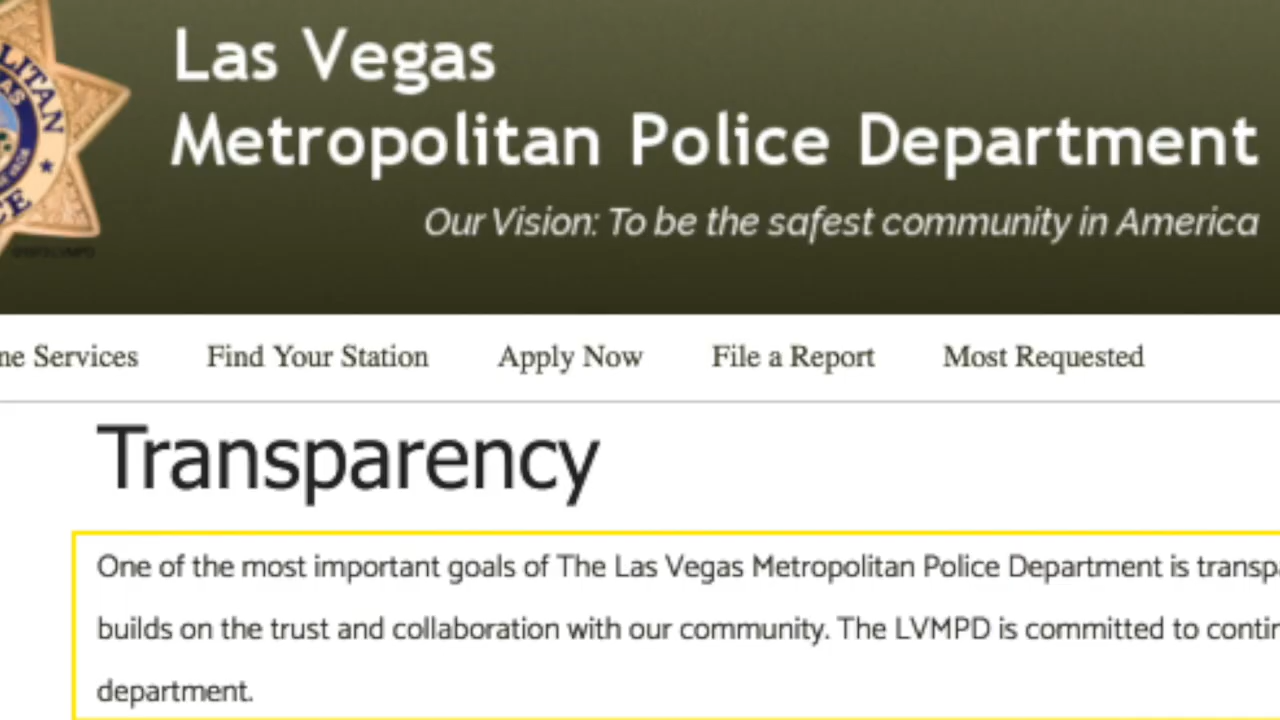 Las Vegas
Metropolitan Police Department
Our Vision: To be the safest community in America
Services
Find Your Station
Apply Now
File a Report
Most Requested
Transparency
One of the most important goals of The Las Vegas Metropolitan Police Department is
builds on the trust and collaboration with our community. The LVMPD is committed to
department.